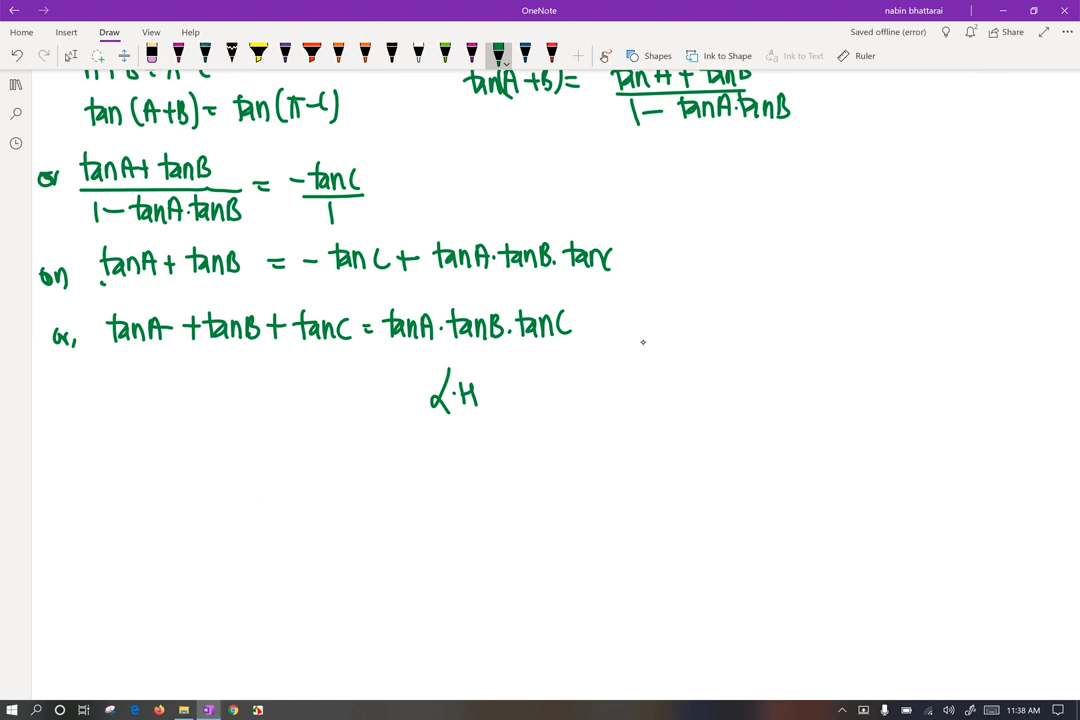 OneNote
nabin bhattarai
Home Insert Draw View Help
Saved offline (error)
Share
Shapes Ink to Shape Ink to Text Ruler
tan(A+B) =
tanA + tanB
tan (A+B) = tan (π-C)
1 - tanA.tanB
or tanA + tanB / 1 - tanA.tanB = -tanC / 1
or, tanA + tanB = - tanC + tanA.tanB.tanC
or, tanA + tanB + tanC = tanA.tanB.tanC
11:38 AM